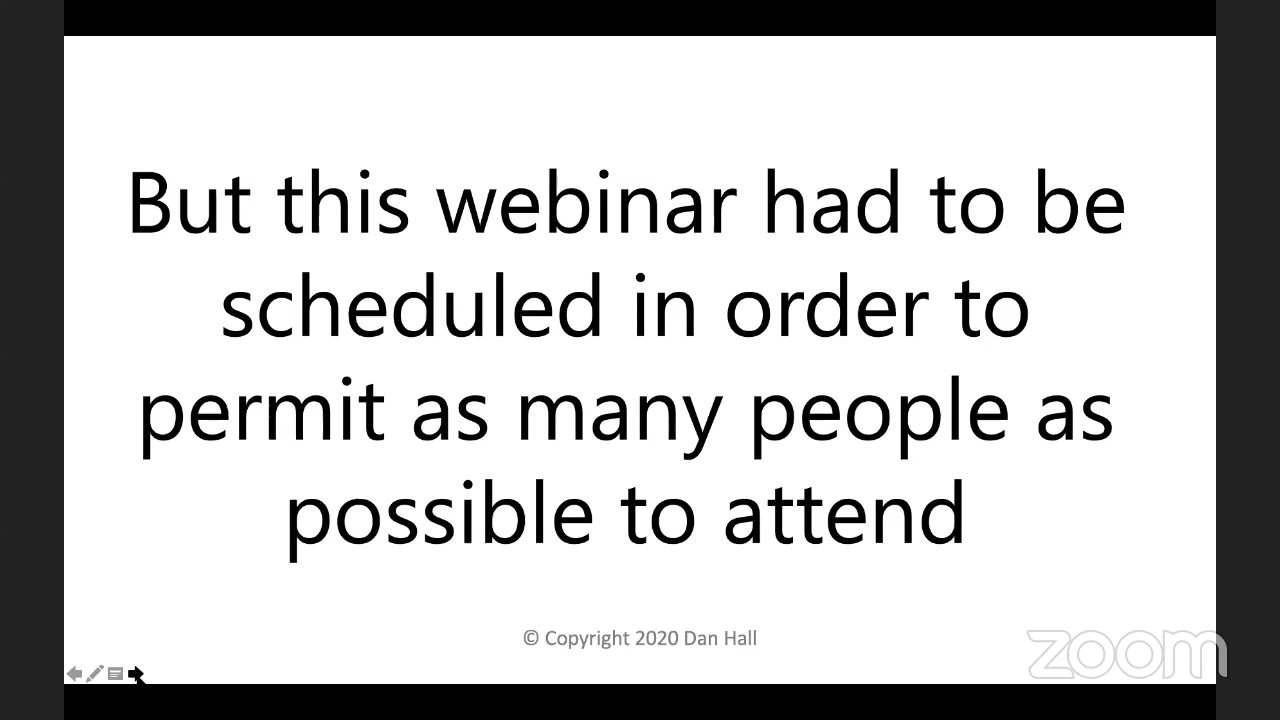 But this webinar had to be
scheduled in order to
permit as many people as
possible to attend
© Copyright 2020 Dan Hall
zoom